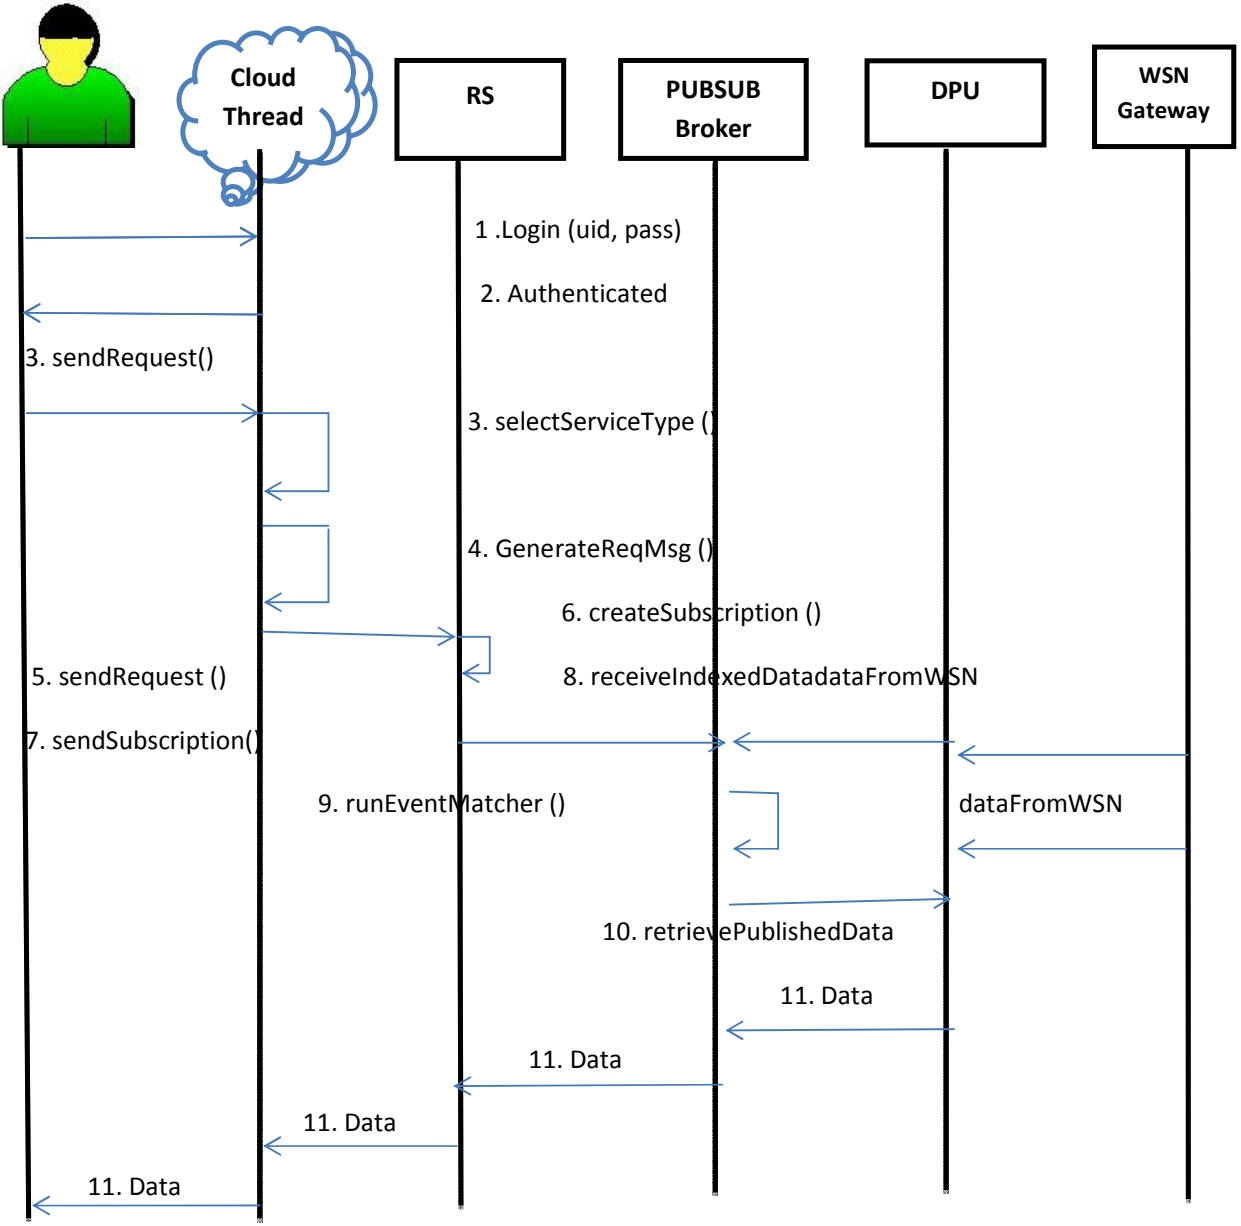 Cloud
Thread
RS
PUBSUB
Broker
DPU
WSN
Gateway
1 .Login (uid, pass)
2. Authenticated
3. sendRequest()
3. selectServiceType ()
4. GenerateReqMsg ()
6. createSubscription ()
5. sendRequest ()
8. receiveIndexedDatadataFromWSN
7. sendSubscription()
9. runEventMatcher ()
dataFromWSN
10. retrievePublishedData
11. Data
11. Data
11. Data
11. Data